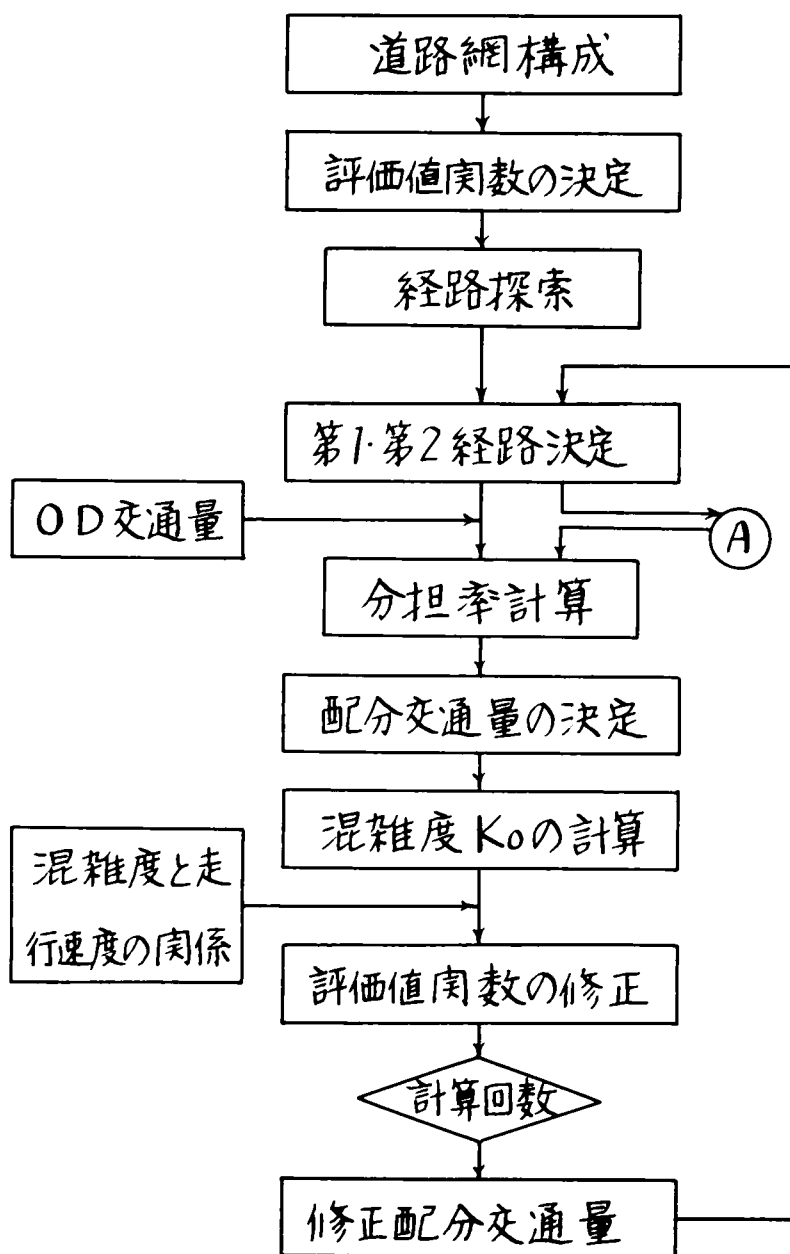 道路網構成
評価値関数の決定
経路探索
第1·第2経路決定
OD交通量
A
分担率計算
配分交通量の決定
混雑度Koの計算
混雑度と走
行速度の関係
評価値関数の修正
計算回数
修正配分交通量